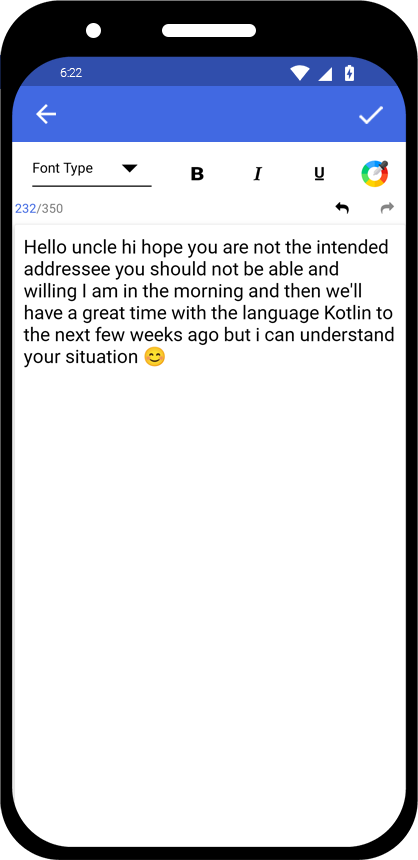 6:22
Font Type
B I U
232/350
Hello uncle hi hope you are not the intended
addressee you should not be able and
willing I am in the morning and then we'll
have a great time with the language Kotlin to
the next few weeks ago but i can understand
your situation 😊